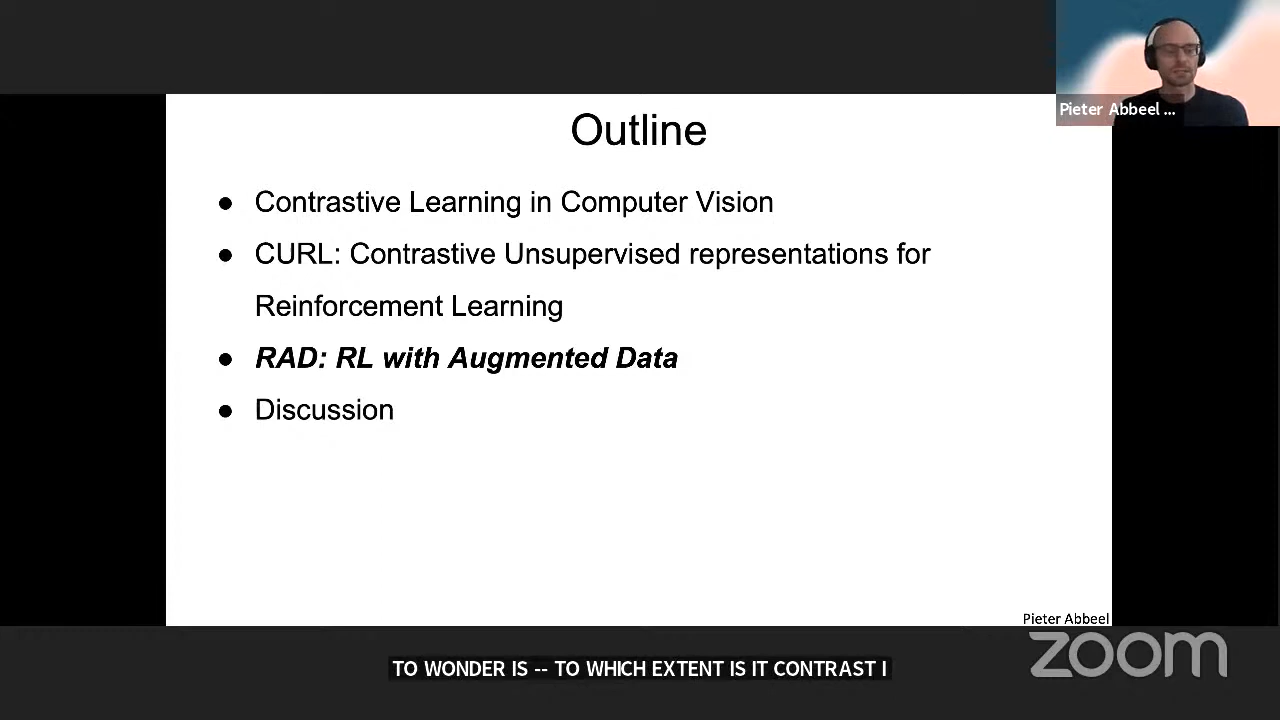 Pieter Abbeel ...
Outline
● Contrastive Learning in Computer Vision
● CURL: Contrastive Unsupervised representations for
Reinforcement Learning
● RAD: RL with Augmented Data
● Discussion
Pieter Abbeel
zoom
TO WONDER IS -- TO WHICH EXTENT IS IT CONTRAST I